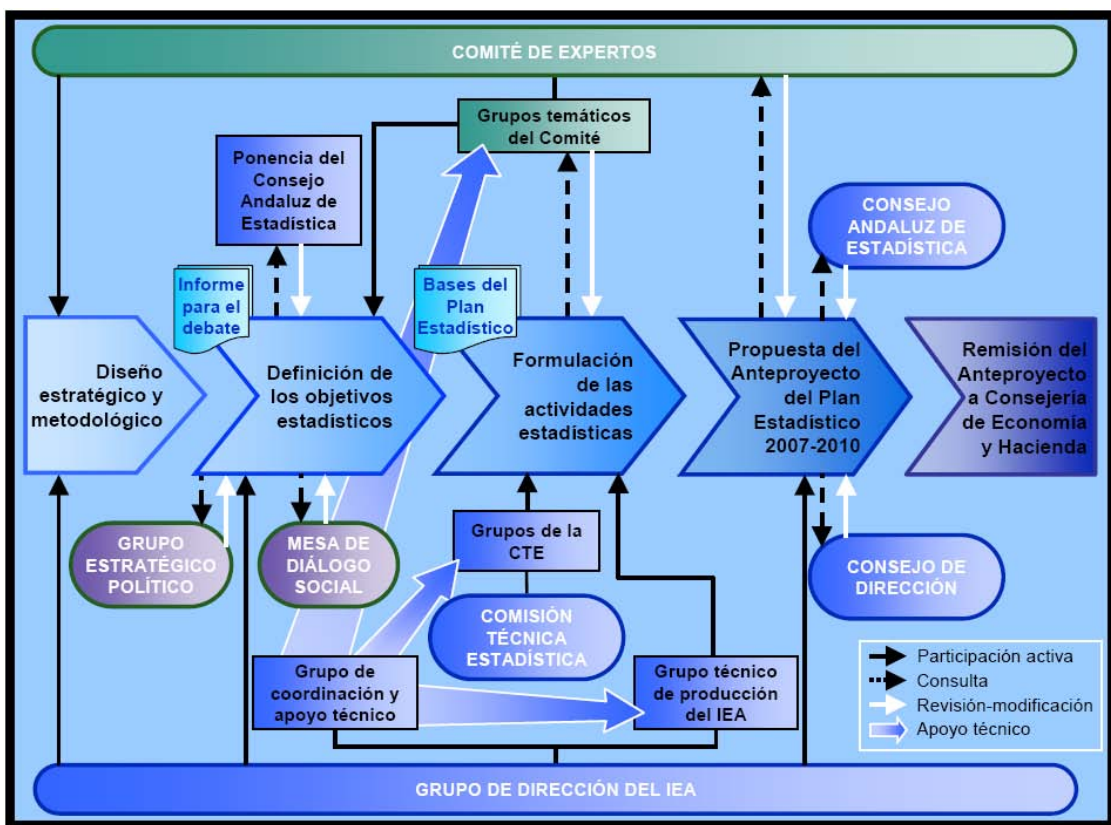 COMITÉ DE EXPERTOS
Grupos temáticos
del Comité
Ponencia del
Consejo
Andaluz de
Estadística
CONSEJO
ANDALUZ DE
ESTADÍSTICA
Informe
para el
debate
Bases del
Plan
Estadístico
Diseño
estratégico y
metodológico
Definición de
los objetivos
estadísticos
Formulación
de las
actividades
estadísticas
Propuesta del
Anteproyecto
del Plan
Estadístico
2007-2010
Remisión del
Anteproyecto
a Consejería
de Economía
y Hacienda
GRUPO
ESTRATÉGICO
POLÍTICO
MESA DE
DIÁLOGO
SOCIAL
Grupos de la
CTE
COMISIÓN
TÉCNICA
ESTADÍSTICA
CONSEJO DE
DIRECCIÓN
Grupo de
coordinación y
apoyo técnico
Grupo técnico
de producción
del IEA
Participación activa
Consulta
Revisión-modificación
Apoyo técnico
GRUPO DE DIRECCIÓN DEL IEA